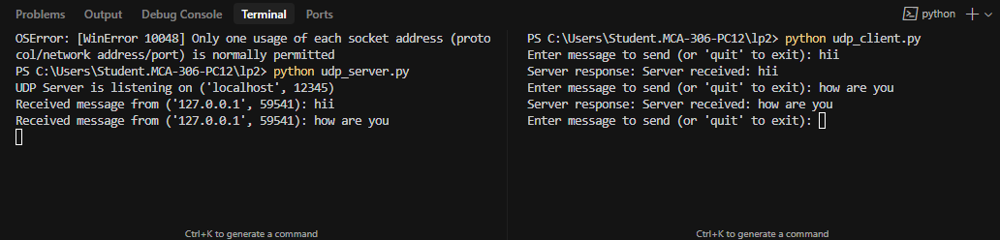 Problems Output Debug Console Terminal Ports
python
OSError: [WinError 10048] Only one usage of each socket address (proto
col/network address/port) is normally permitted
PS C:\Users\Student.MCA-306-PC12\lp2> python udp_server.py
UDP Server is listening on ('localhost', 12345)
Received message from ('127.0.0.1', 59541): hii
Received message from ('127.0.0.1', 59541): how are you
Ctrl+K to generate a command
PS C:\Users\Student.MCA-306-PC12\lp2> python udp_client.py
Enter message to send (or 'quit' to exit): hii
Server response: Server received: hii
Enter message to send (or 'quit' to exit): how are you
Server response: Server received: how are you
Enter message to send (or 'quit' to exit):
Ctrl+K to generate a command